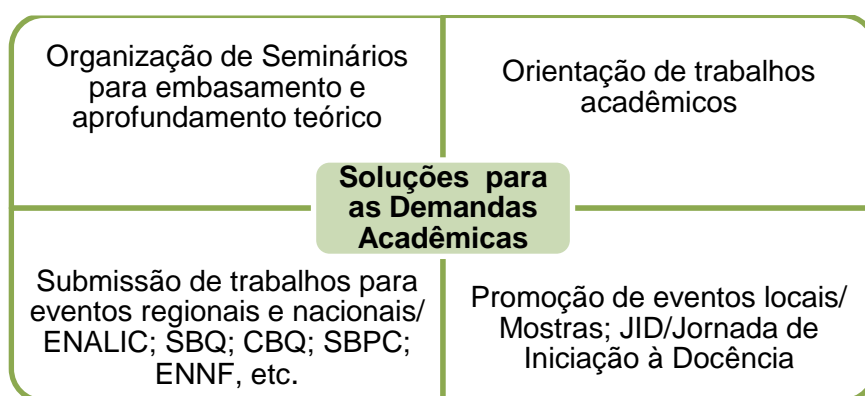 Organização de Seminários
para embasamento e
aprofundamento teórico
Orientação de trabalhos
acadêmicos
Soluções para
as Demandas
Acadêmicas
Submissão de trabalhos para
eventos regionais e nacionais/
ENALIC; SBQ; CBQ; SBPC;
ENNF, etc.
Promoção de eventos locais/
Mostras; JID/Jornada de
Iniciação à Docência